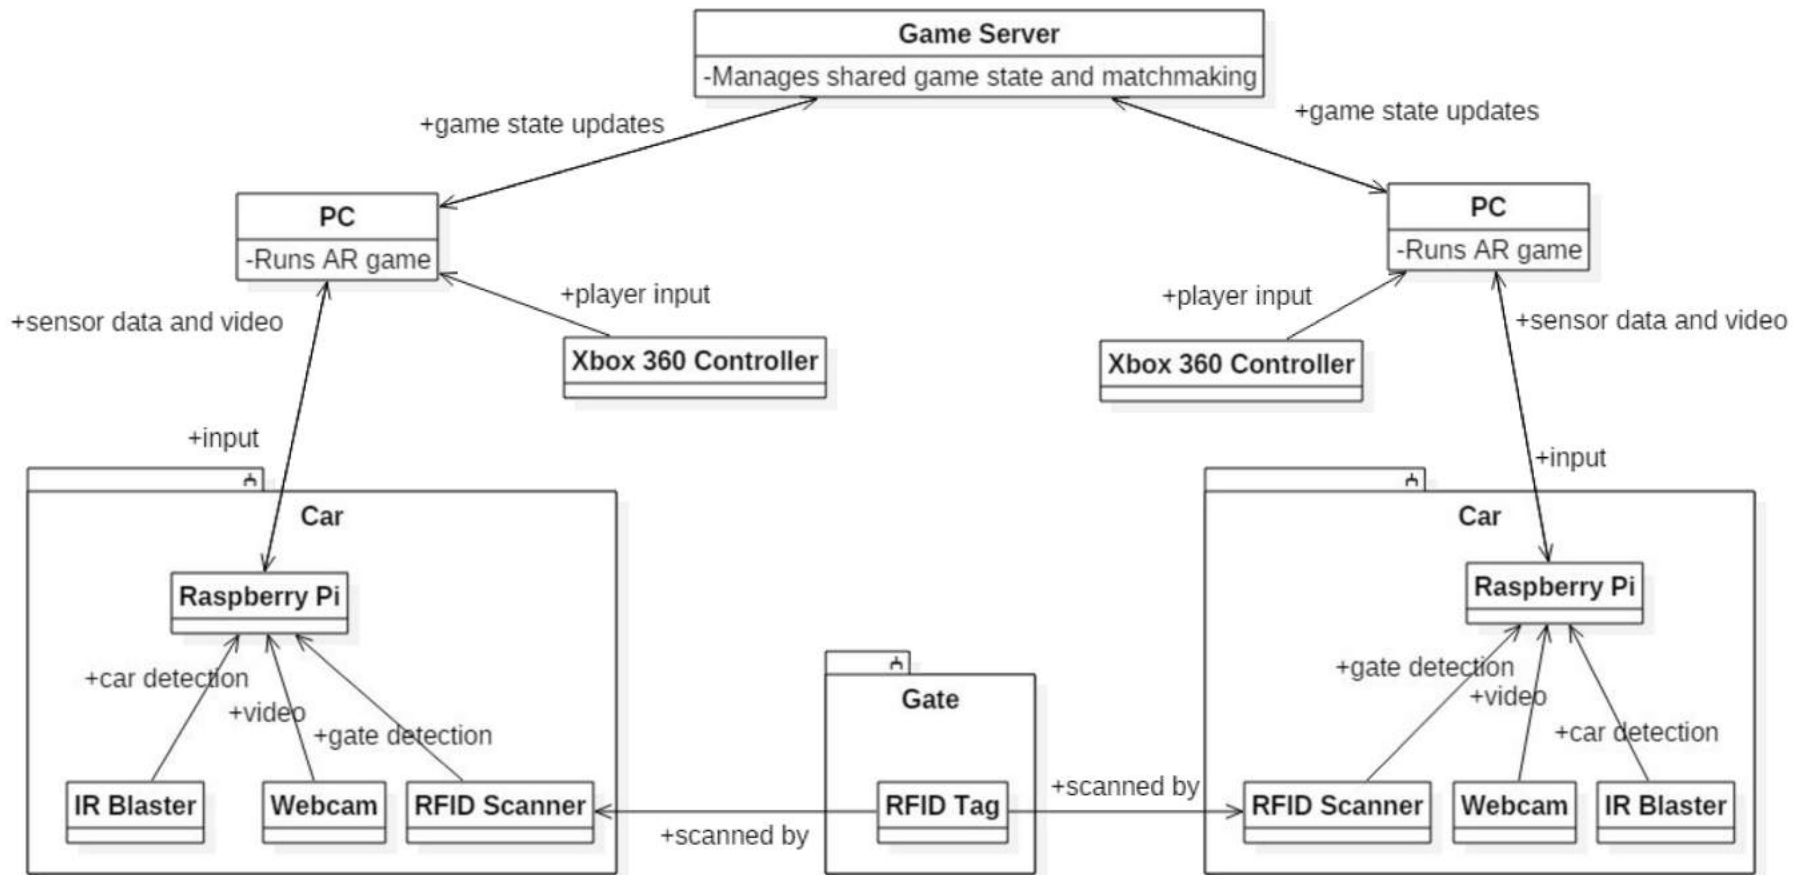 Game Server
-Manages shared game state and matchmaking
+game state updates
+game state updates
PC
-Runs AR game
PC
-Runs AR game
+player input
+player input
+sensor data and video
+sensor data and video
Xbox 360 Controller
Xbox 360 Controller
+input
+input
Car
Car
Raspberry Pi
Raspberry Pi
+car detection
+video
+gate detection
+gate detection
+video
+car detection
Gate
IR Blaster
Webcam
RFID Scanner
+scanned by
RFID Tag
+scanned by
RFID Scanner
Webcam
IR Blaster